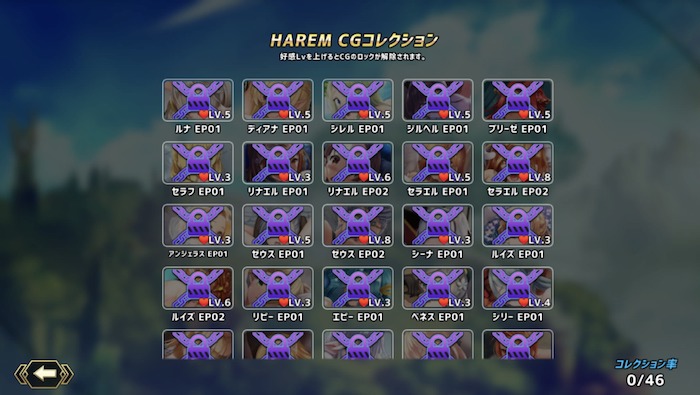 HAREM CGコレクション
好感Lvを上げるとCGのロックが解除されます。
LV.5 LV.5 LV.5 LV.5 LV.5
ルナ EP01 ティアナ EP01 シレル EP01 シルヘル EP01 ブリーゼ EP01
LV.3 LV.3 LV.6 LV.5 LV.8
セラフ EP01 リナエル EP01 リナエル EP02 セラエル EP01 セラエル EP02
LV.3 LV.5 LV.8 LV.3 LV.3
アンジェラス EP01 ゼウス EP01 ゼウス EP02 シーナ EP01 ルイズ EP01
LV.6 LV.3 LV.3 LV.3 LV.4
ルイズ EP02 リピー EP01 エピー EP01 ベネス EP01 シリー EP01
コレクション率
0/46